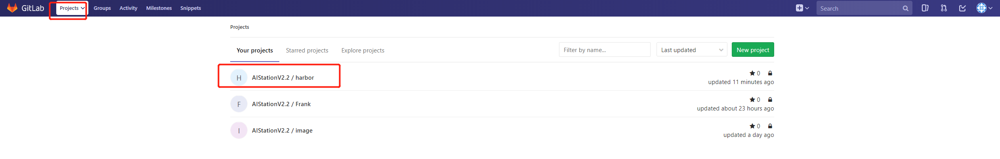 GitLab Projects Groups Activity Milestones Snippets Search
Projects
Your projects Starred projects Explore projects Filter by name... Last updated New project
H AIStationV2.2 / harbor 0
updated 11 minutes ago
F AIStationV2.2 / Frank 0
updated about 23 hours ago
I AIStationV2.2 / image 0
updated a day ago